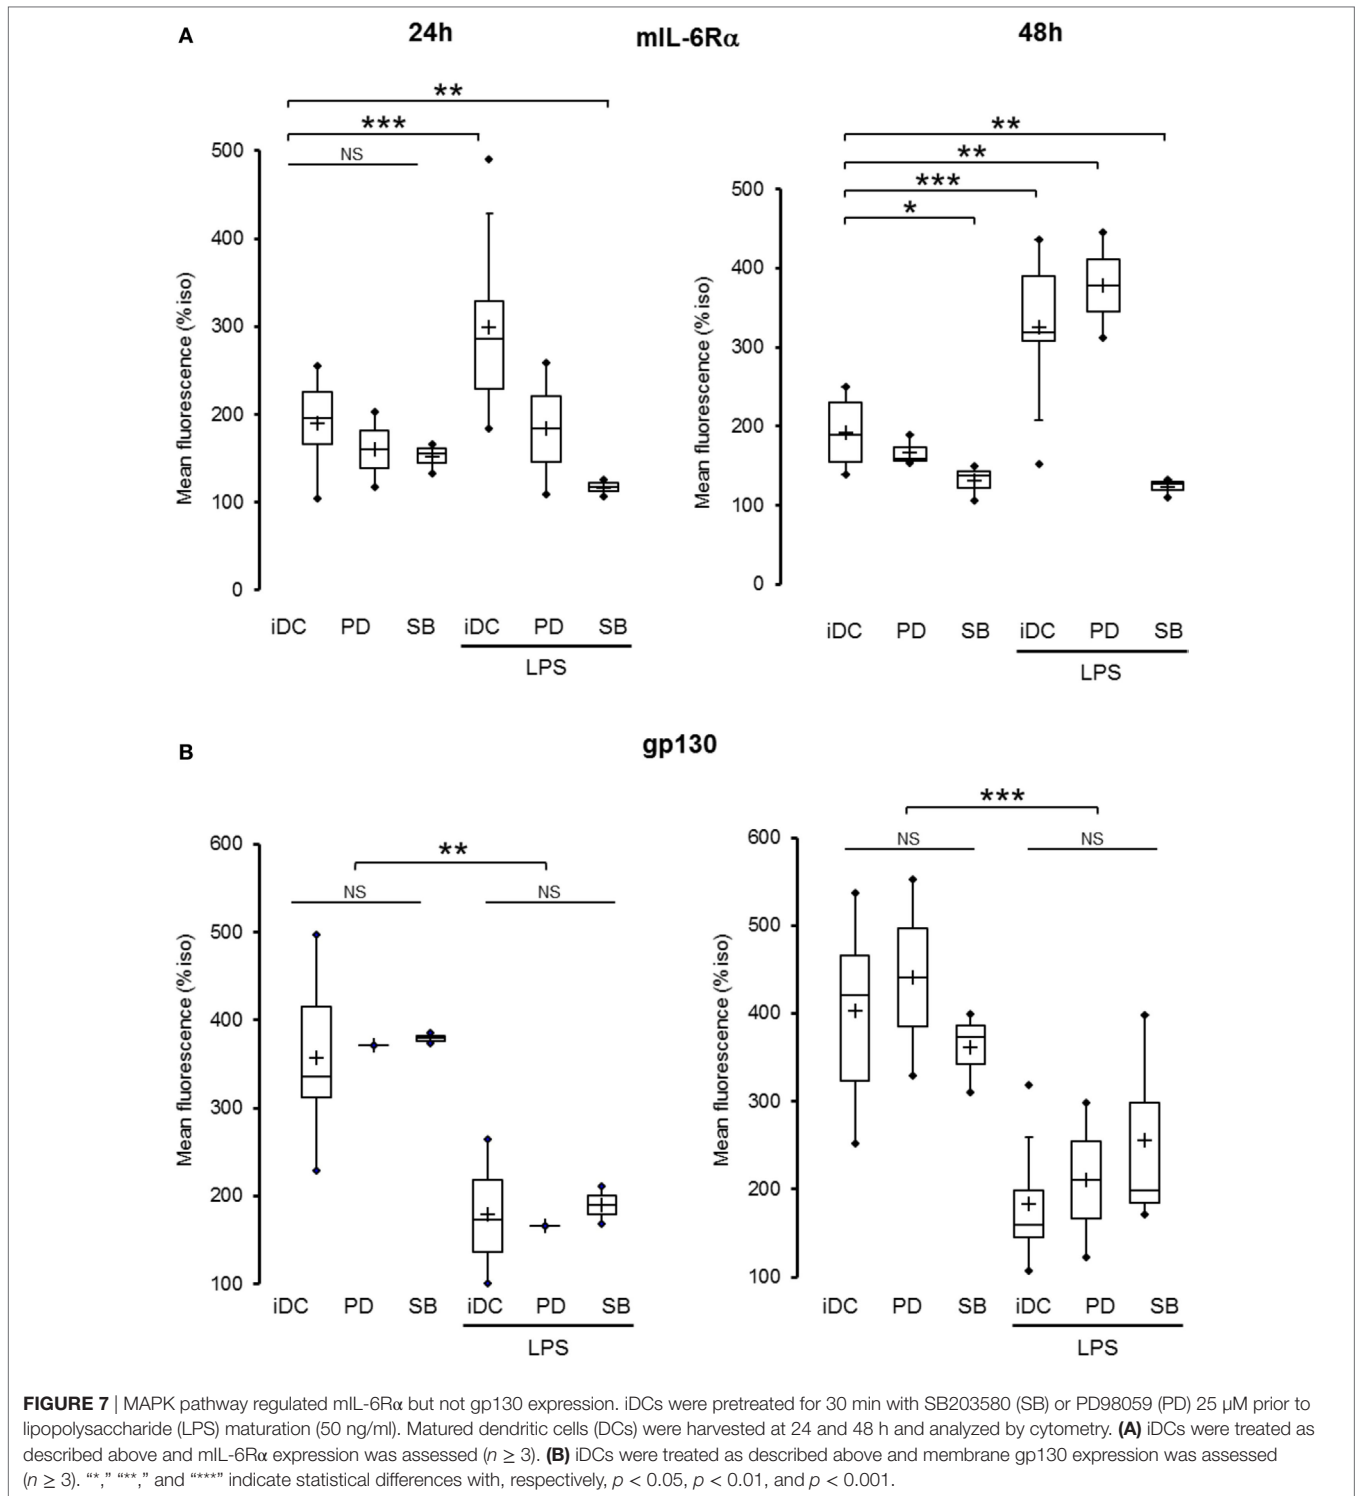 A
24h
mIL-6Rα
48h
**
***
NS
Mean fluorescence (% iso)
500
400
300
200
100
0
iDC PD SB iDC PD SB
LPS
**
**
***
*
Mean fluorescence (% iso)
500
400
300
200
100
0
iDC PD SB iDC PD SB
LPS
B
gp130
**
NS NS
Mean fluorescence (% iso)
600
500
400
300
200
100
iDC PD SB iDC PD SB
LPS
***
NS NS
Mean fluorescence (% iso)
600
500
400
300
200
100
iDC PD SB iDC PD SB
LPS
FIGURE 7 | MAPK pathway regulated mIL-6Rα but not gp130 expression. iDCs were pretreated for 30 min with SB203580 (SB) or PD98059 (PD) 25 µM prior to
lipopolysaccharide (LPS) maturation (50 ng/ml). Matured dendritic cells (DCs) were harvested at 24 and 48 h and analyzed by cytometry. (A) iDCs were treated as
described above and mIL-6Rα expression was assessed (n ≥ 3). (B) iDCs were treated as described above and membrane gp130 expression was assessed
(n ≥ 3). “*,” “**,” and “***” indicate statistical differences with, respectively, p < 0.05, p < 0.01, and p < 0.001.